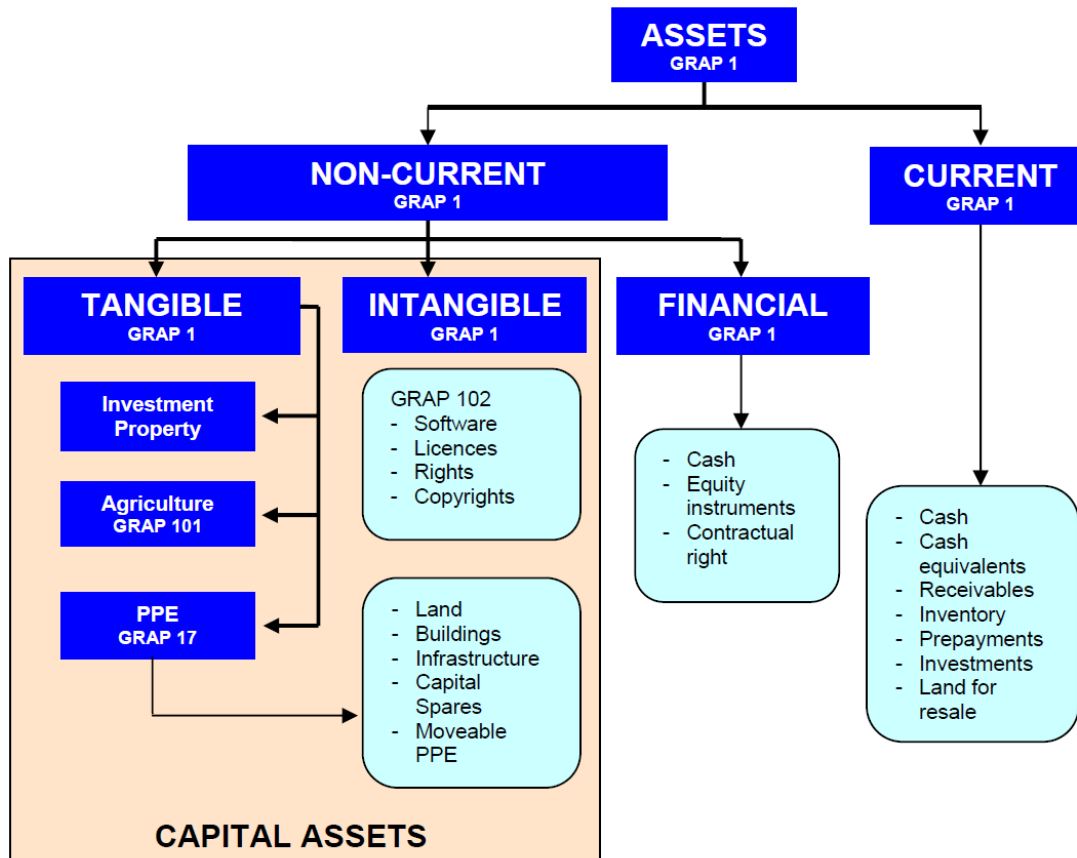 ASSETS
GRAP 1
NON-CURRENT
GRAP 1
CURRENT
GRAP 1
TANGIBLE
GRAP 1
INTANGIBLE
GRAP 1
FINANCIAL
GRAP 1
Investment
Property
Agriculture
GRAP 101
PPE
GRAP 17
GRAP 102
- Software
- Licences
- Rights
- Copyrights
- Land
- Buildings
- Infrastructure
- Capital
Spares
- Moveable
PPE
- Cash
- Equity
instruments
- Contractual
right
- Cash
- Cash
equivalents
- Receivables
- Inventory
- Prepayments
- Investments
- Land for
resale
CAPITAL ASSETS